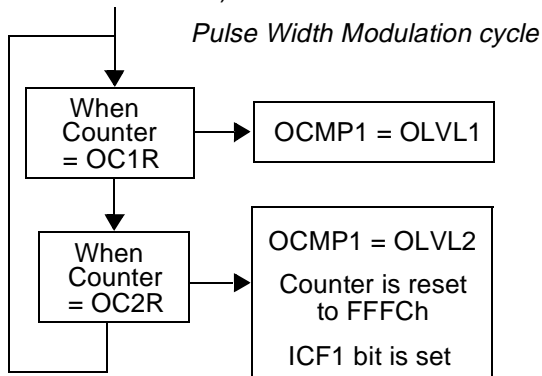 Pulse Width Modulation cycle
When
Counter
= OC1R
OCMP1 = OLVL1
When
Counter
= OC2R
OCMP1 = OLVL2
Counter is reset
to FFFCh
ICF1 bit is set